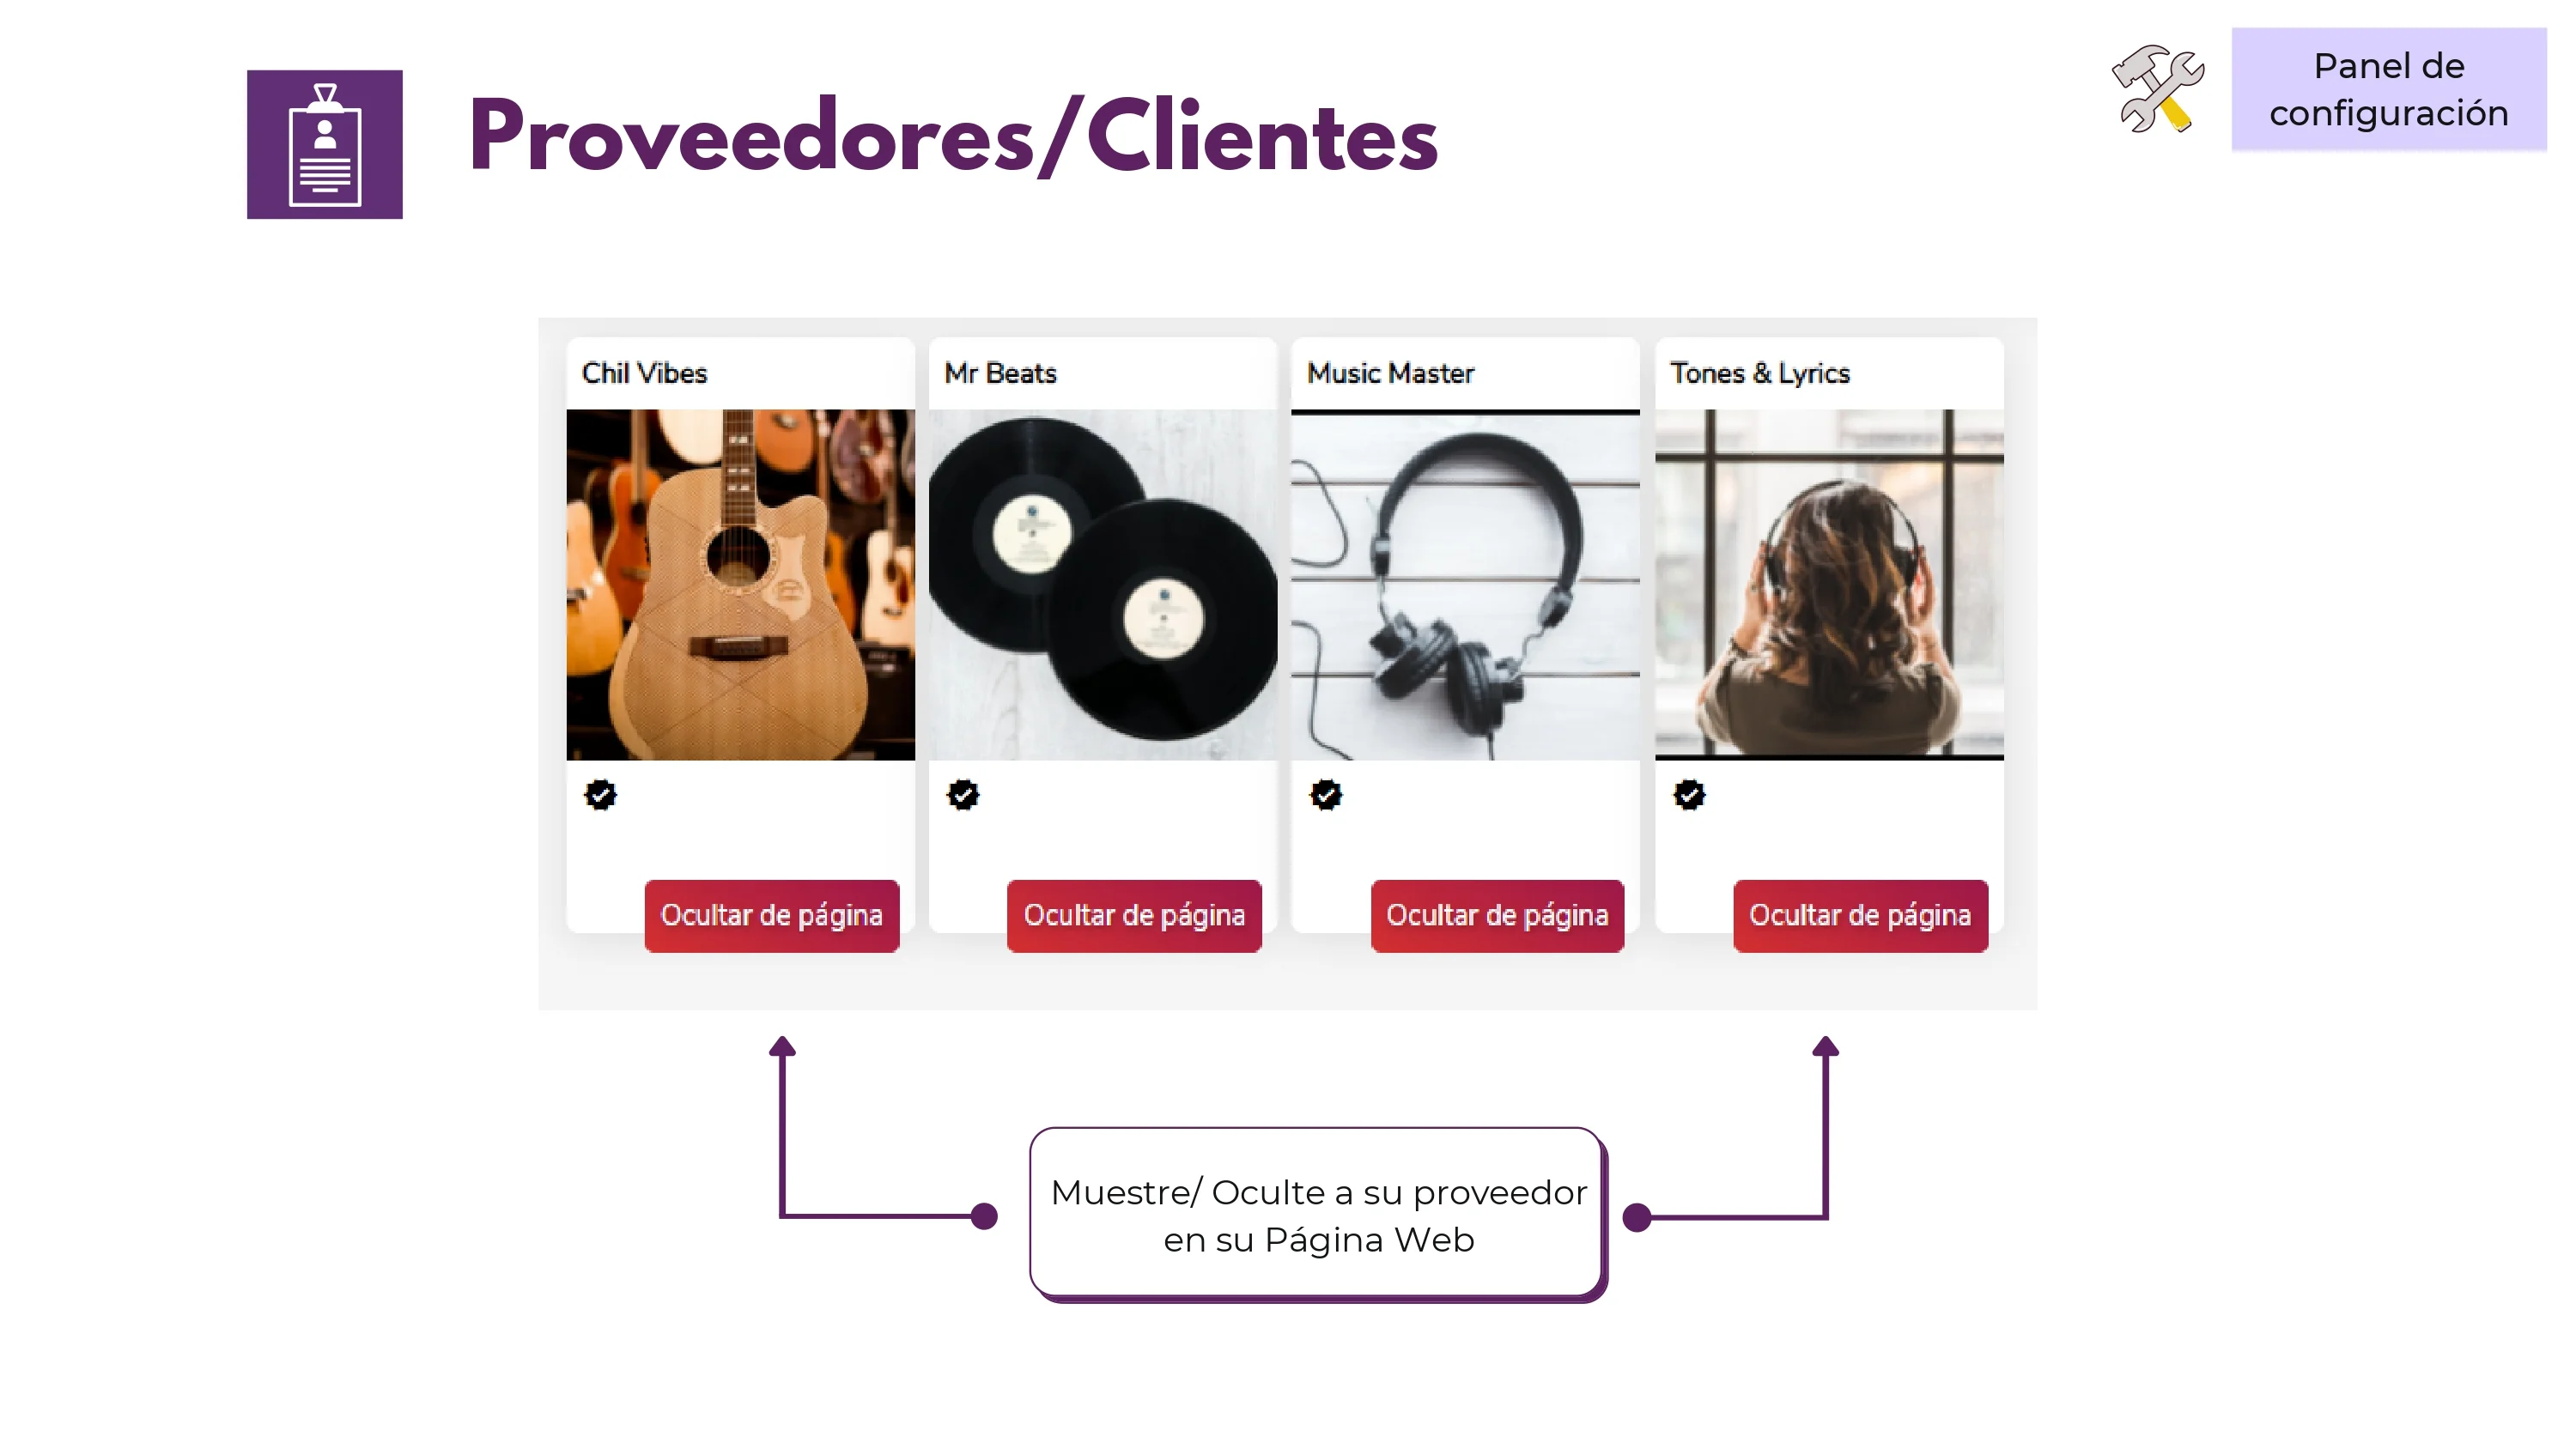 Panel de
configuración
Proveedores/Clientes
Chil Vibes
Mr Beats
Music Master
Tones & Lyrics
Ocultar de página
Ocultar de página
Ocultar de página
Ocultar de página
Muestre/ Oculte a su proveedor
en su Página Web